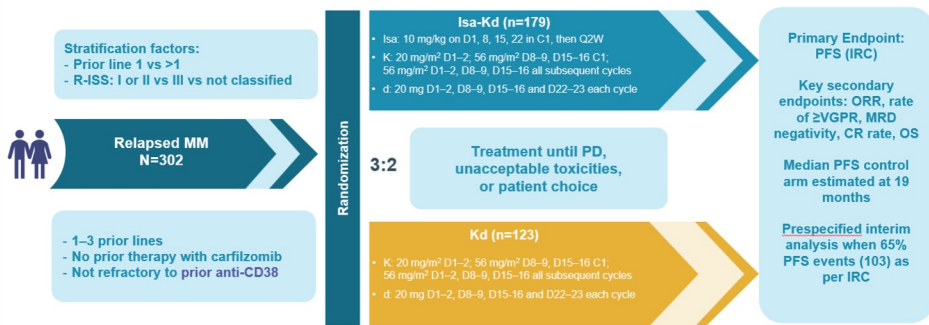 Stratification factors:
- Prior line 1 vs >1
- R-ISS: I or II vs III vs not classified
Relapsed MM
N=302
- 1–3 prior lines
- No prior therapy with carfilzomib
- Not refractory to prior anti-CD38
Randomization
3:2
Isa-Kd (n=179)
• Isa: 10 mg/kg on D1, 8, 15, 22 in C1, then Q2W
• K: 20 mg/m² D1–2; 56 mg/m² D8–9, D15–16 C1;
56 mg/m² D1–2, D8–9, D15–16 all subsequent cycles
• d: 20 mg D1–2, D8–9, D15–16 and D22–23 each cycle
Treatment until PD,
unacceptable toxicities,
or patient choice
Kd (n=123)
• K: 20 mg/m² D1–2; 56 mg/m² D8–9, D15–16 C1;
56 mg/m² D1–2, D8–9, D15–16 all subsequent cycles
• d: 20 mg D1–2, D8–9, D15-16 and D22–23 each cycle
Primary Endpoint:
PFS (IRC)
Key secondary
endpoints: ORR, rate
of ≥VGPR, MRD
negativity, CR rate, OS
Median PFS control
arm estimated at 19
months
Prespecified interim
analysis when 65%
PFS events (103) as
per IRC